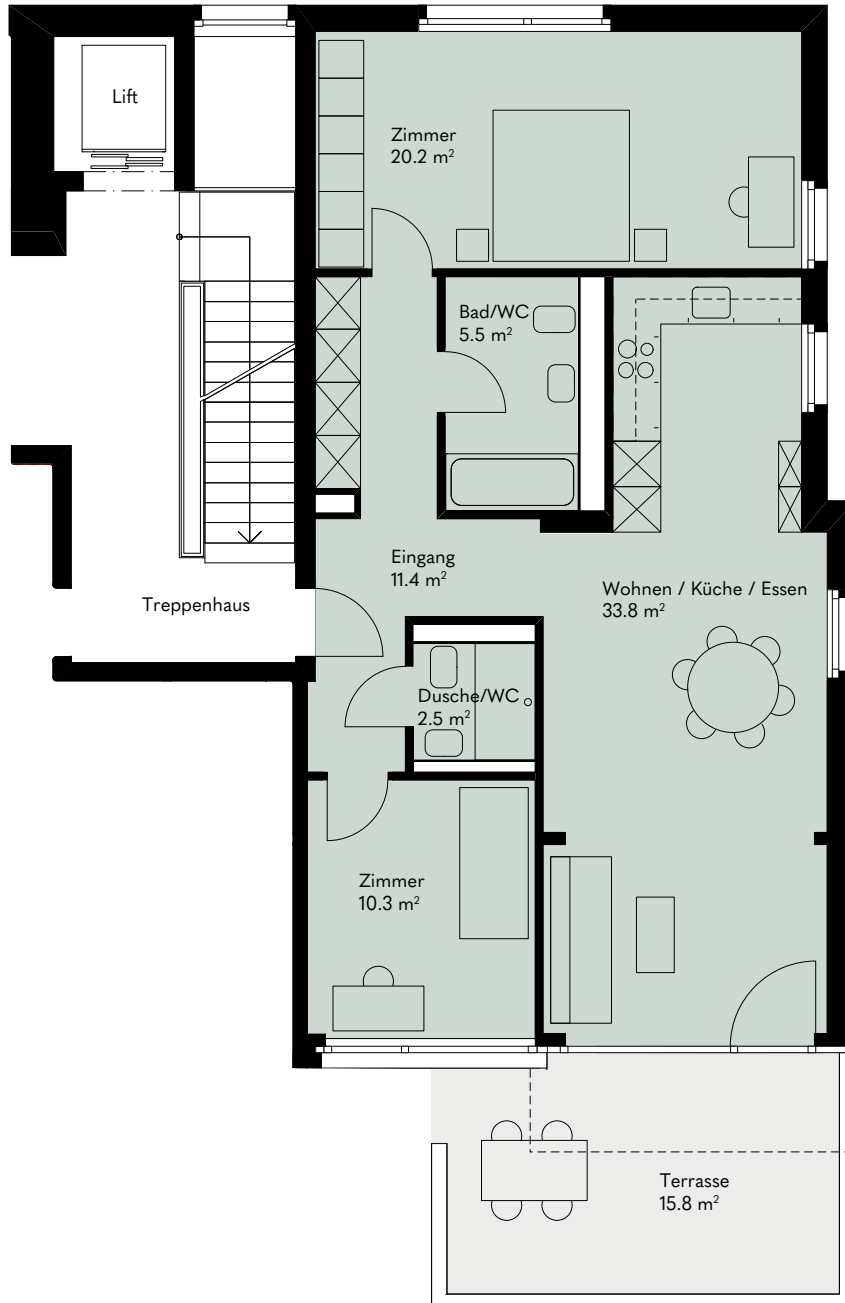 Lift
Zimmer
20.2 m²
Bad/WC
5.5 m²
Eingang
11.4 m²
Wohnen / Küche / Essen
33.8 m²
Treppenhaus
Dusche/WC
2.5 m²
Zimmer
10.3 m²
Terrasse
15.8 m²